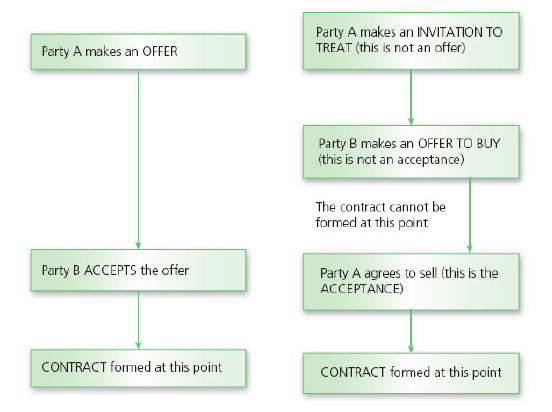 Party A makes an OFFER
Party B ACCEPTS the offer
CONTRACT formed at this point
Party A makes an INVITATION TO
TREAT (this is not an offer)
Party B makes an OFFER TO BUY
(this is not an acceptance)
The contract cannot be
formed at this point
Party A agrees to sell (this is the
ACCEPTANCE)
CONTRACT formed at this point